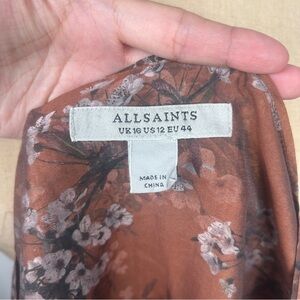 ALLSAINTS
UK 16 US 12 EU 44
MADE IN
CHINA